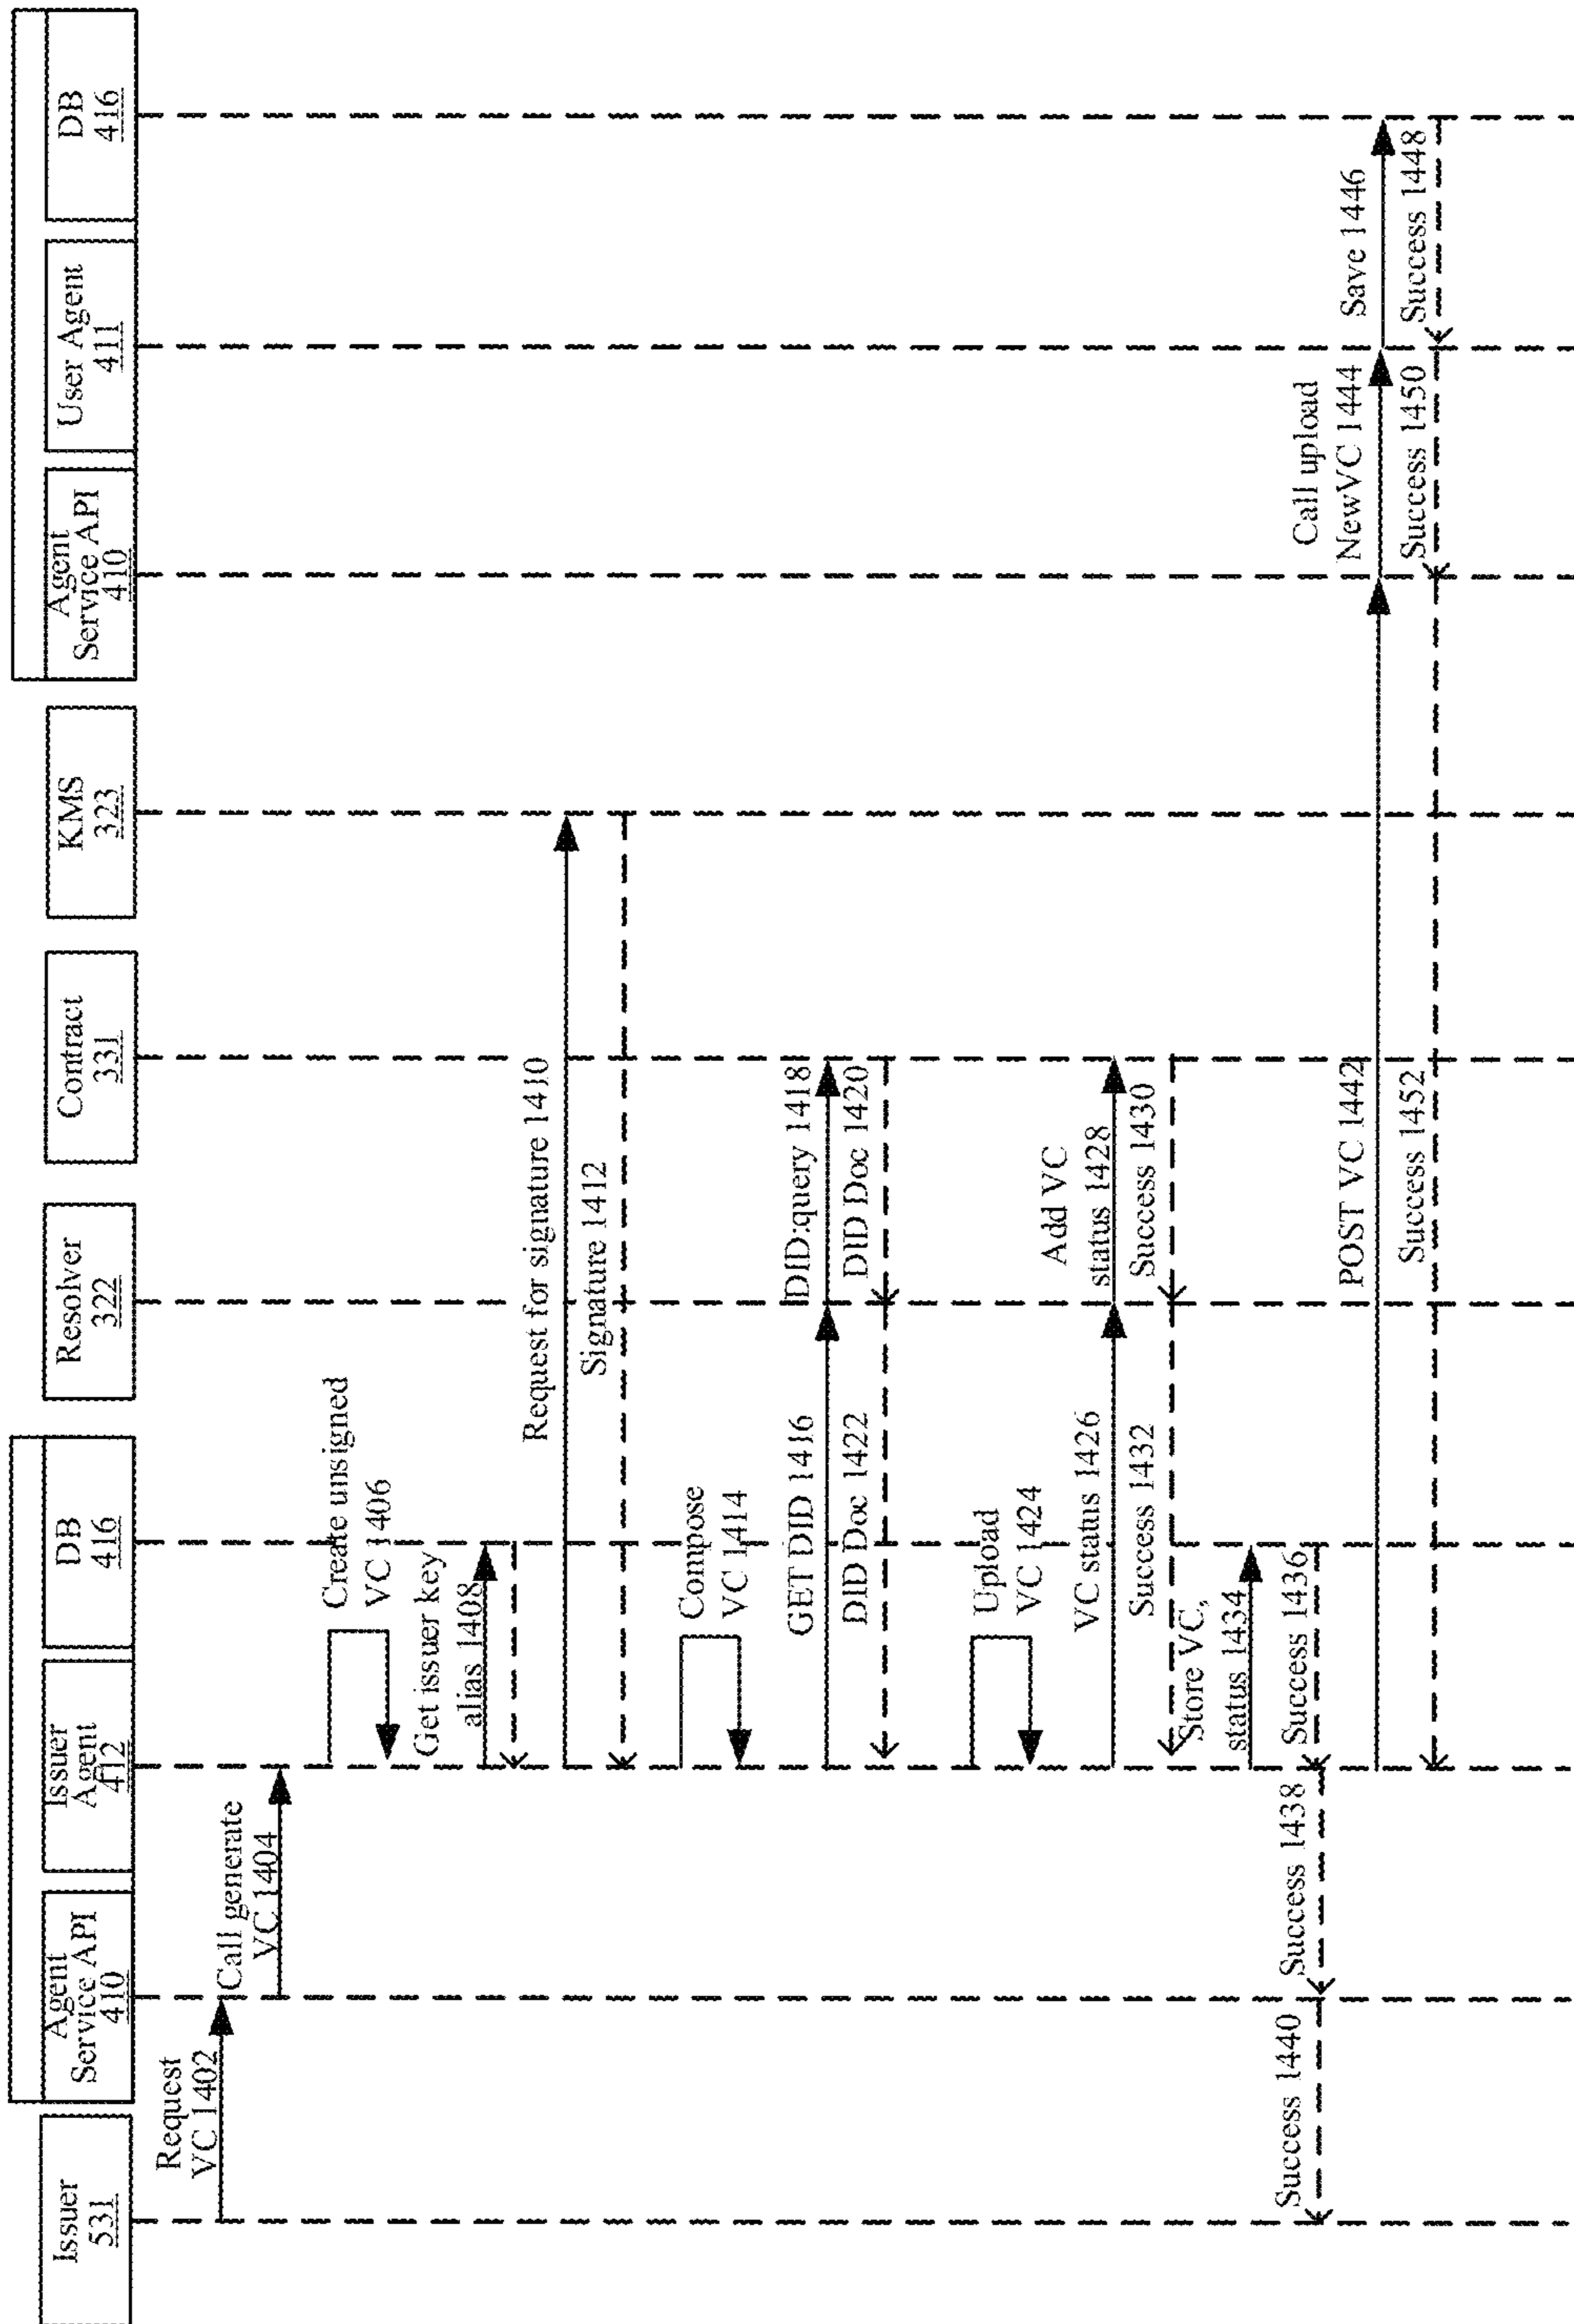 Issuer
531
Agent
Service API
410
Issuer
Agent
412
DB
416
Resolver
322
Contract
331
KMS
323
Agent
Service API
410
User Agent
411
DB
416
Request
VC 1402
Call generate
VC 1404
Create unsigned
VC 1406
Get issuer key
alias 1408
Request for signature 1410
Signature 1412
Compose
VC 1414
GET DID 1416
DID:query 1418
DID Doc 1420
DID Doc 1422
Upload
VC 1424
VC status 1426
Add VC
status 1428
Success 1430
Success 1432
Store VC,
status 1434
Success 1436
Success 1438
Success 1440
POST VC 1442
Call upload
NewVC 1444
Save 1446
Success 1448
Success 1450
Success 1452